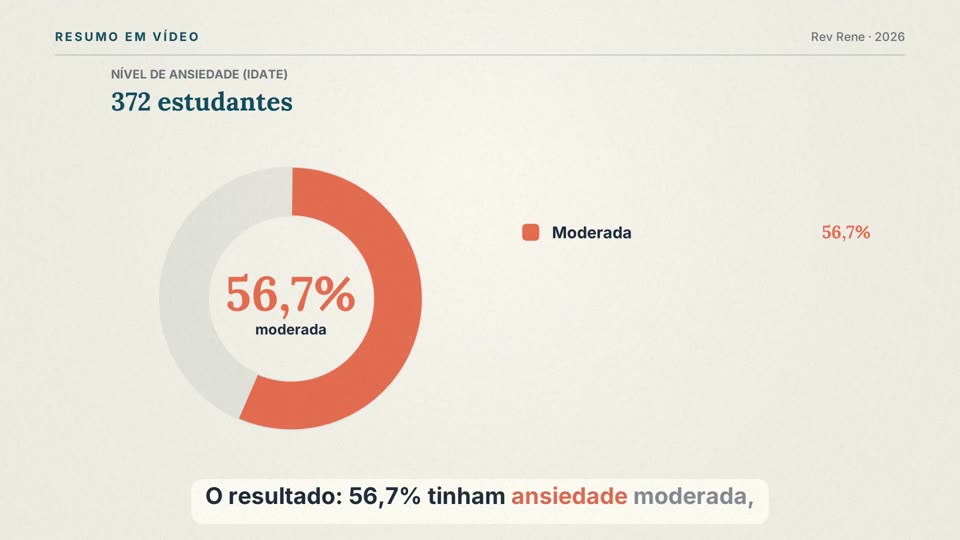 RESUMO EM VÍDEO
Rev Rene · 2026
NÍVEL DE ANSIEDADE (IDATE)
372 estudantes
Moderada 56,7%
56,7%
moderada
O resultado: 56,7% tinham ansiedade moderada,